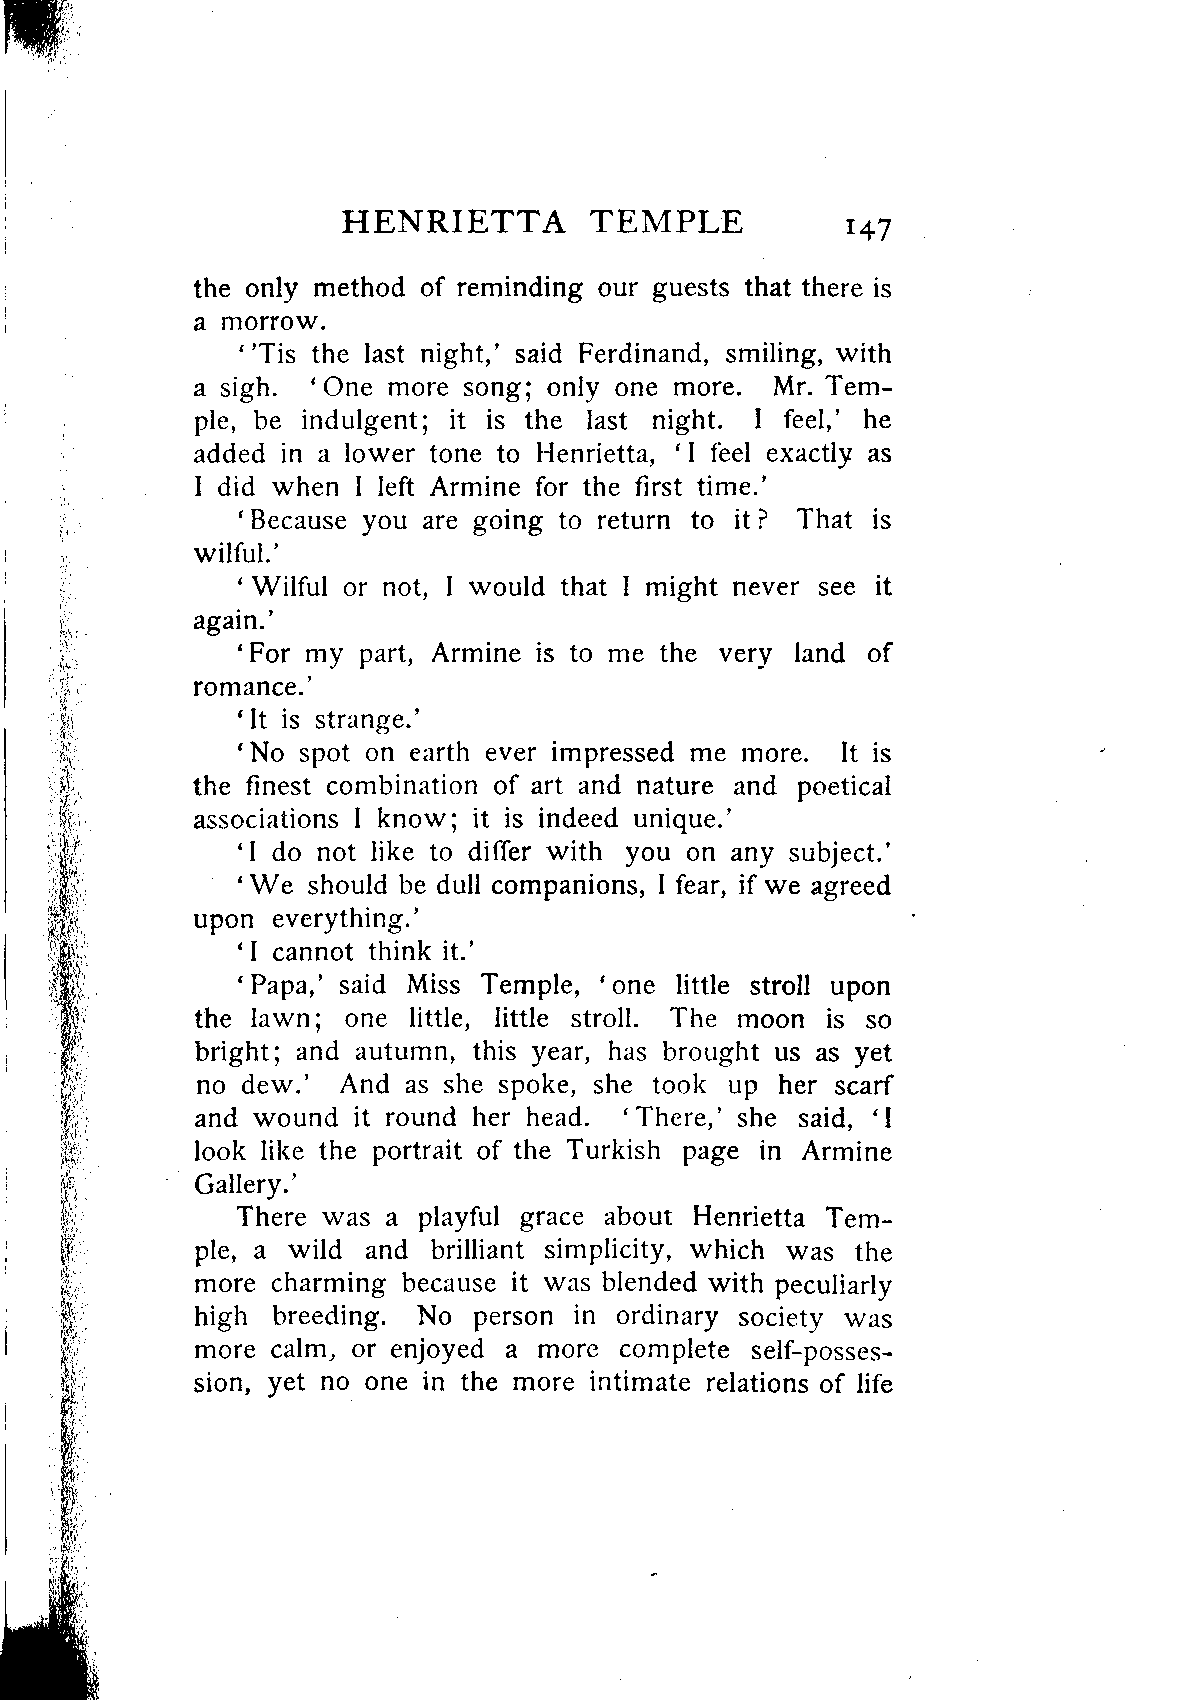 HENRIETTA TEMPLE 147
the only method of reminding our guests that there is
a morrow.
‘’Tis the last night,’ said Ferdinand, smiling, with
a sigh. ‘One more song; only one more. Mr. Tem-
ple, be indulgent; it is the last night. I feel,’ he
added in a lower tone to Henrietta, ‘I feel exactly as
I did when I left Armine for the first time.’
‘Because you are going to return to it? That is
wilful.’
‘Wilful or not, I would that I might never see it
again.’
‘For my part, Armine is to me the very land of
romance.’
‘It is strange.’
‘No spot on earth ever impressed me more. It is
the finest combination of art and nature and poetical
associations I know; it is indeed unique.’
‘I do not like to differ with you on any subject.’
‘We should be dull companions, I fear, if we agreed
upon everything.’
‘I cannot think it.’
‘Papa,’ said Miss Temple, ‘one little stroll upon
the lawn; one little, little stroll. The moon is so
bright; and autumn, this year, has brought us as yet
no dew.’ And as she spoke, she took up her scarf
and wound it round her head. ‘There,’ she said, ‘I
look like the portrait of the Turkish page in Armine
Gallery.’
There was a playful grace about Henrietta Tem-
ple, a wild and brilliant simplicity, which was the
more charming because it was blended with peculiarly
high breeding. No person in ordinary society was
more calm, or enjoyed a more complete self-posses-
sion, yet no one in the more intimate relations of life